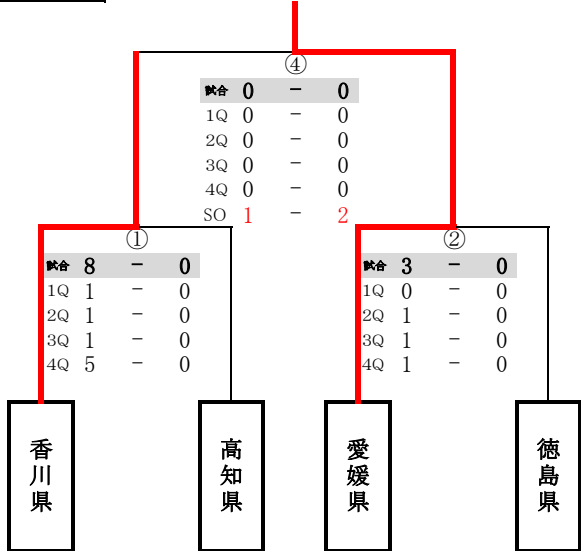 ④
試合 0 - 0
1Q 0 - 0
2Q 0 - 0
3Q 0 - 0
4Q 0 - 0
SO 1 - 2
①
試合 8 - 0
1Q 1 - 0
2Q 1 - 0
3Q 1 - 0
4Q 5 - 0
②
試合 3 - 0
1Q 0 - 0
2Q 1 - 0
3Q 1 - 0
4Q 1 - 0
香川県
高知県
愛媛県
徳島県